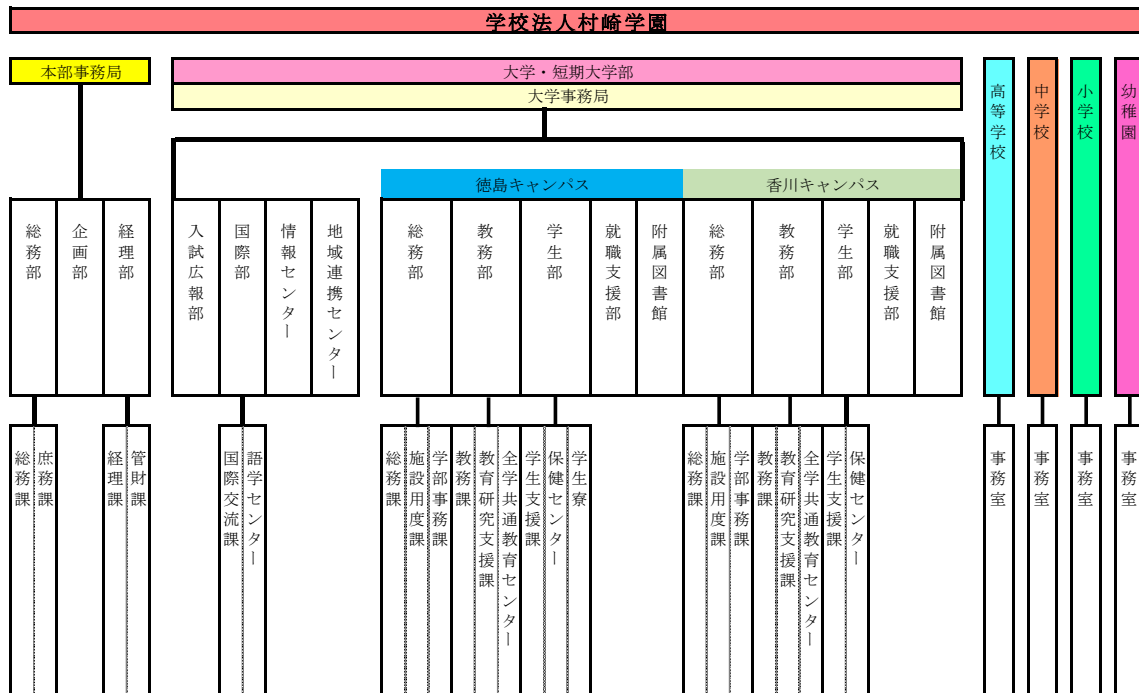 学校法人村崎学園
本部事務局
大学・短期大学部
大学事務局
高等学校
中学校
小学校
幼稚園
徳島キャンパス
香川キャンパス
総務部
企画部
経理部
入試広報部
国際部
情報センター
地域連携センター
総務部
教務部
学生部
就職支援部
附属図書館
総務部
教務部
学生部
就職支援部
附属図書館
総務課
庶務課
経理課
管財課
国際交流課
語学センター
総務課
施設用度課
学部事務課
教務課
教育研究支援課
全学共通教育センター
学生支援課
保健センター
学生寮
総務課
施設用度課
学部事務課
教務課
教育研究支援課
全学共通教育センター
学生支援課
保健センター
事務室
事務室
事務室
事務室